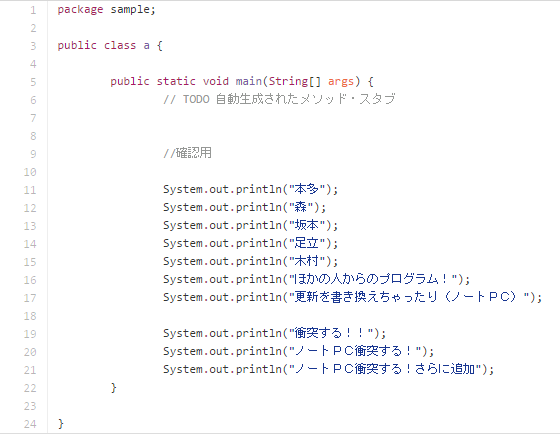 1 package sample;
2
3 public class a {
4
5 public static void main(String[] args) {
6 // TODO 自動生成されたメソッド・スタブ
7
8
9 //確認用
10
11 System.out.println("本多");
12 System.out.println("森");
13 System.out.println("坂本");
14 System.out.println("足立");
15 System.out.println("木村");
16 System.out.println("ほかの人からのプログラム！");
17 System.out.println("更新を書き換えちゃったり（ノートＰＣ）");
18
19 System.out.println("衝突する！！");
20 System.out.println("ノートＰＣ衝突する！");
21 System.out.println("ノートＰＣ衝突する！さらに追加");
22 }
23
24 }